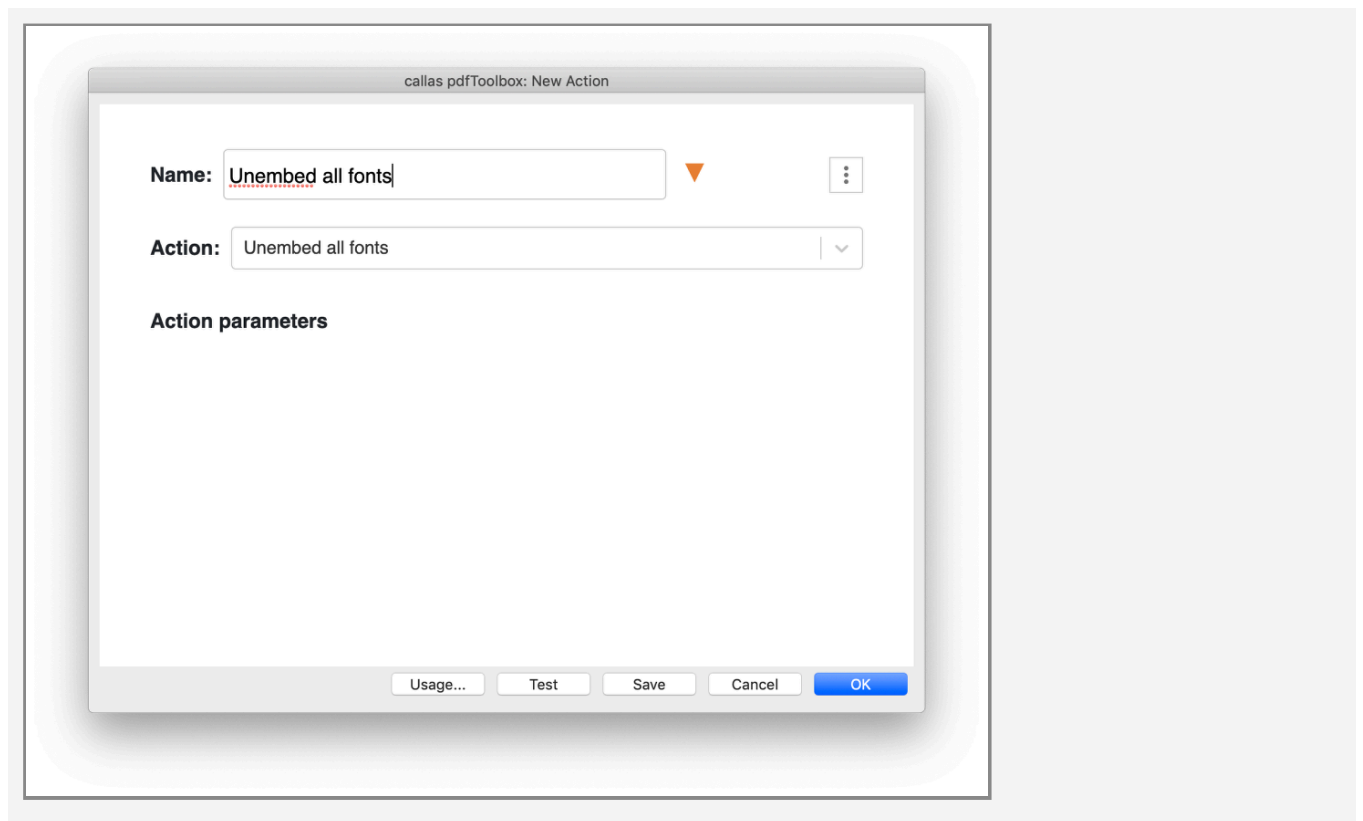 callas pdfToolbox: New Action
Name: Unembed all fonts
Action: Unembed all fonts
Action parameters
Usage... Test Save Cancel OK